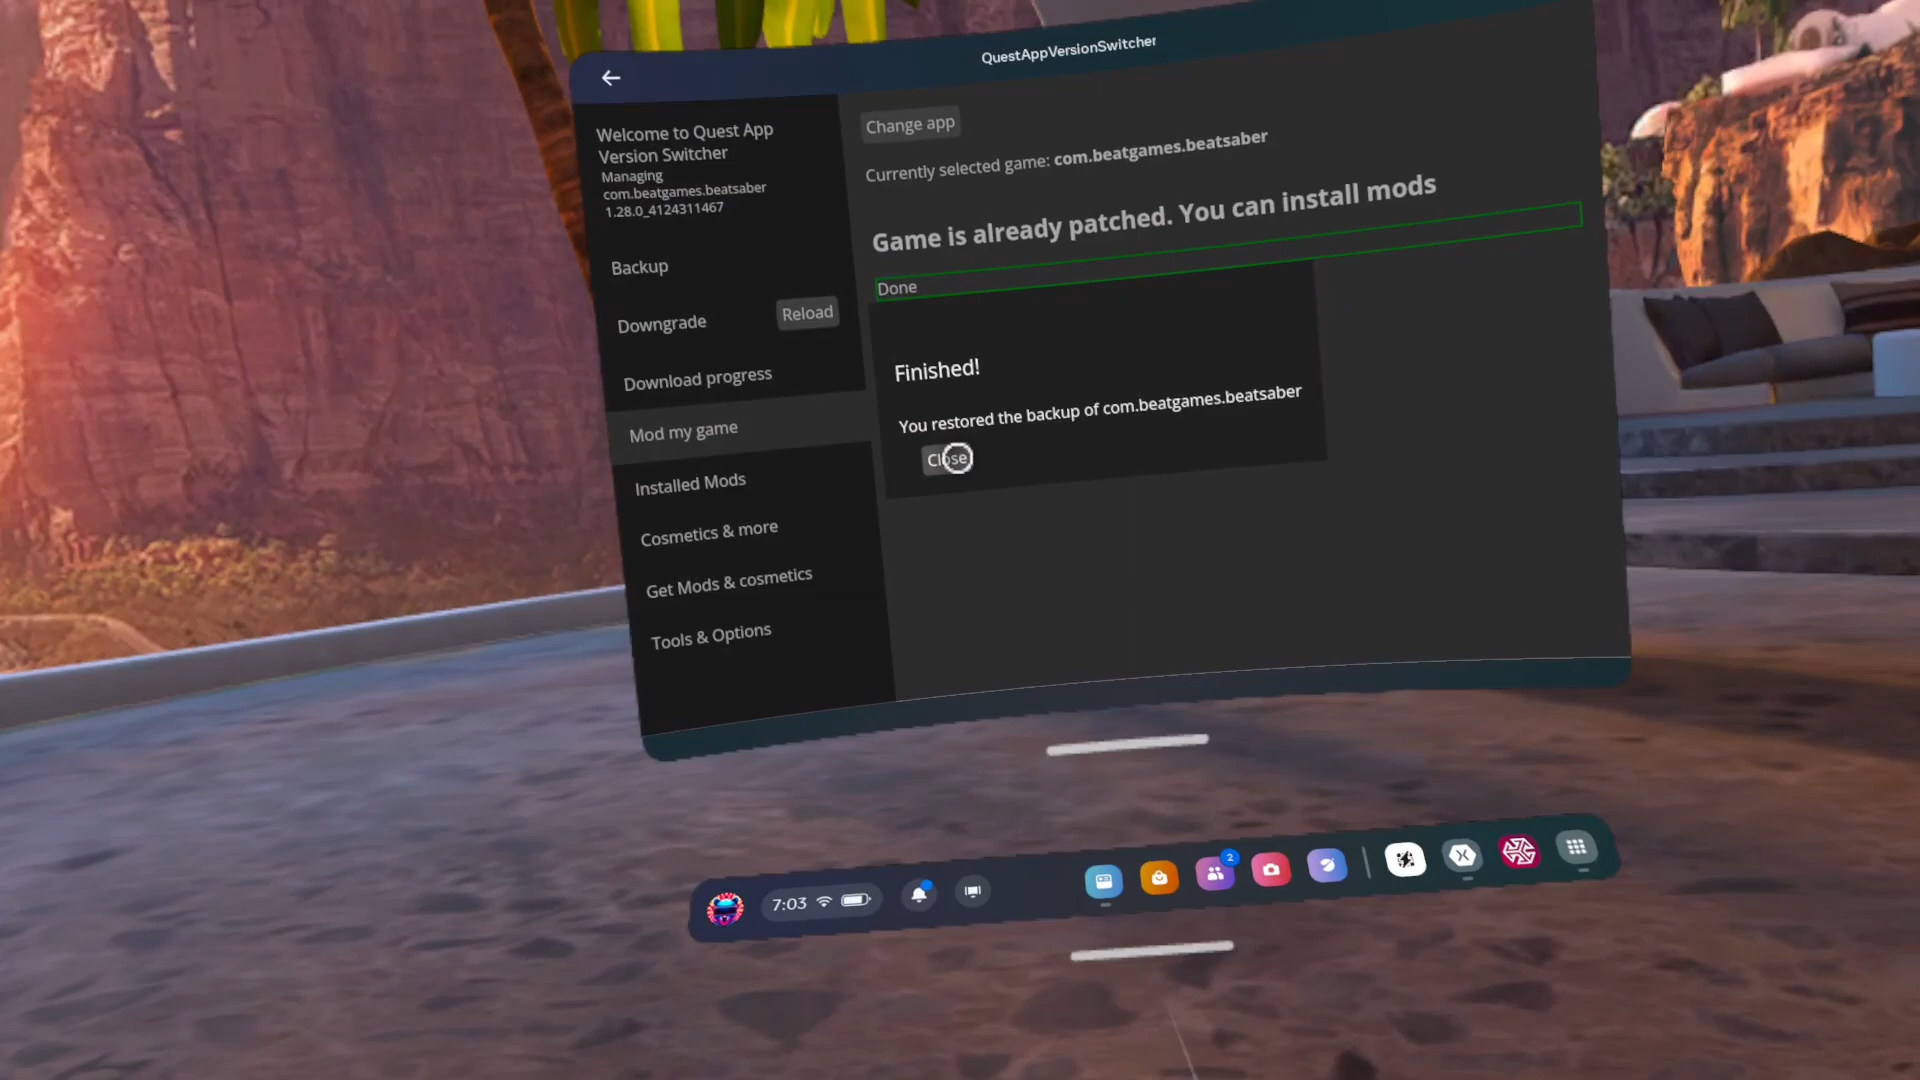 QuestAppVersionSwitcher
Welcome to Quest App
Version Switcher
Managing
com.beatgames.beatsaber
1.28.0_4124311467
Backup
Downgrade
Reload
Download progress
Mod my game
Installed Mods
Cosmetics & more
Get Mods & cosmetics
Tools & Options
Change app
Currently selected game: com.beatgames.beatsaber
Game is already patched. You can install mods
Done
Finished!
You restored the backup of com.beatgames.beatsaber
Close
7:03
2